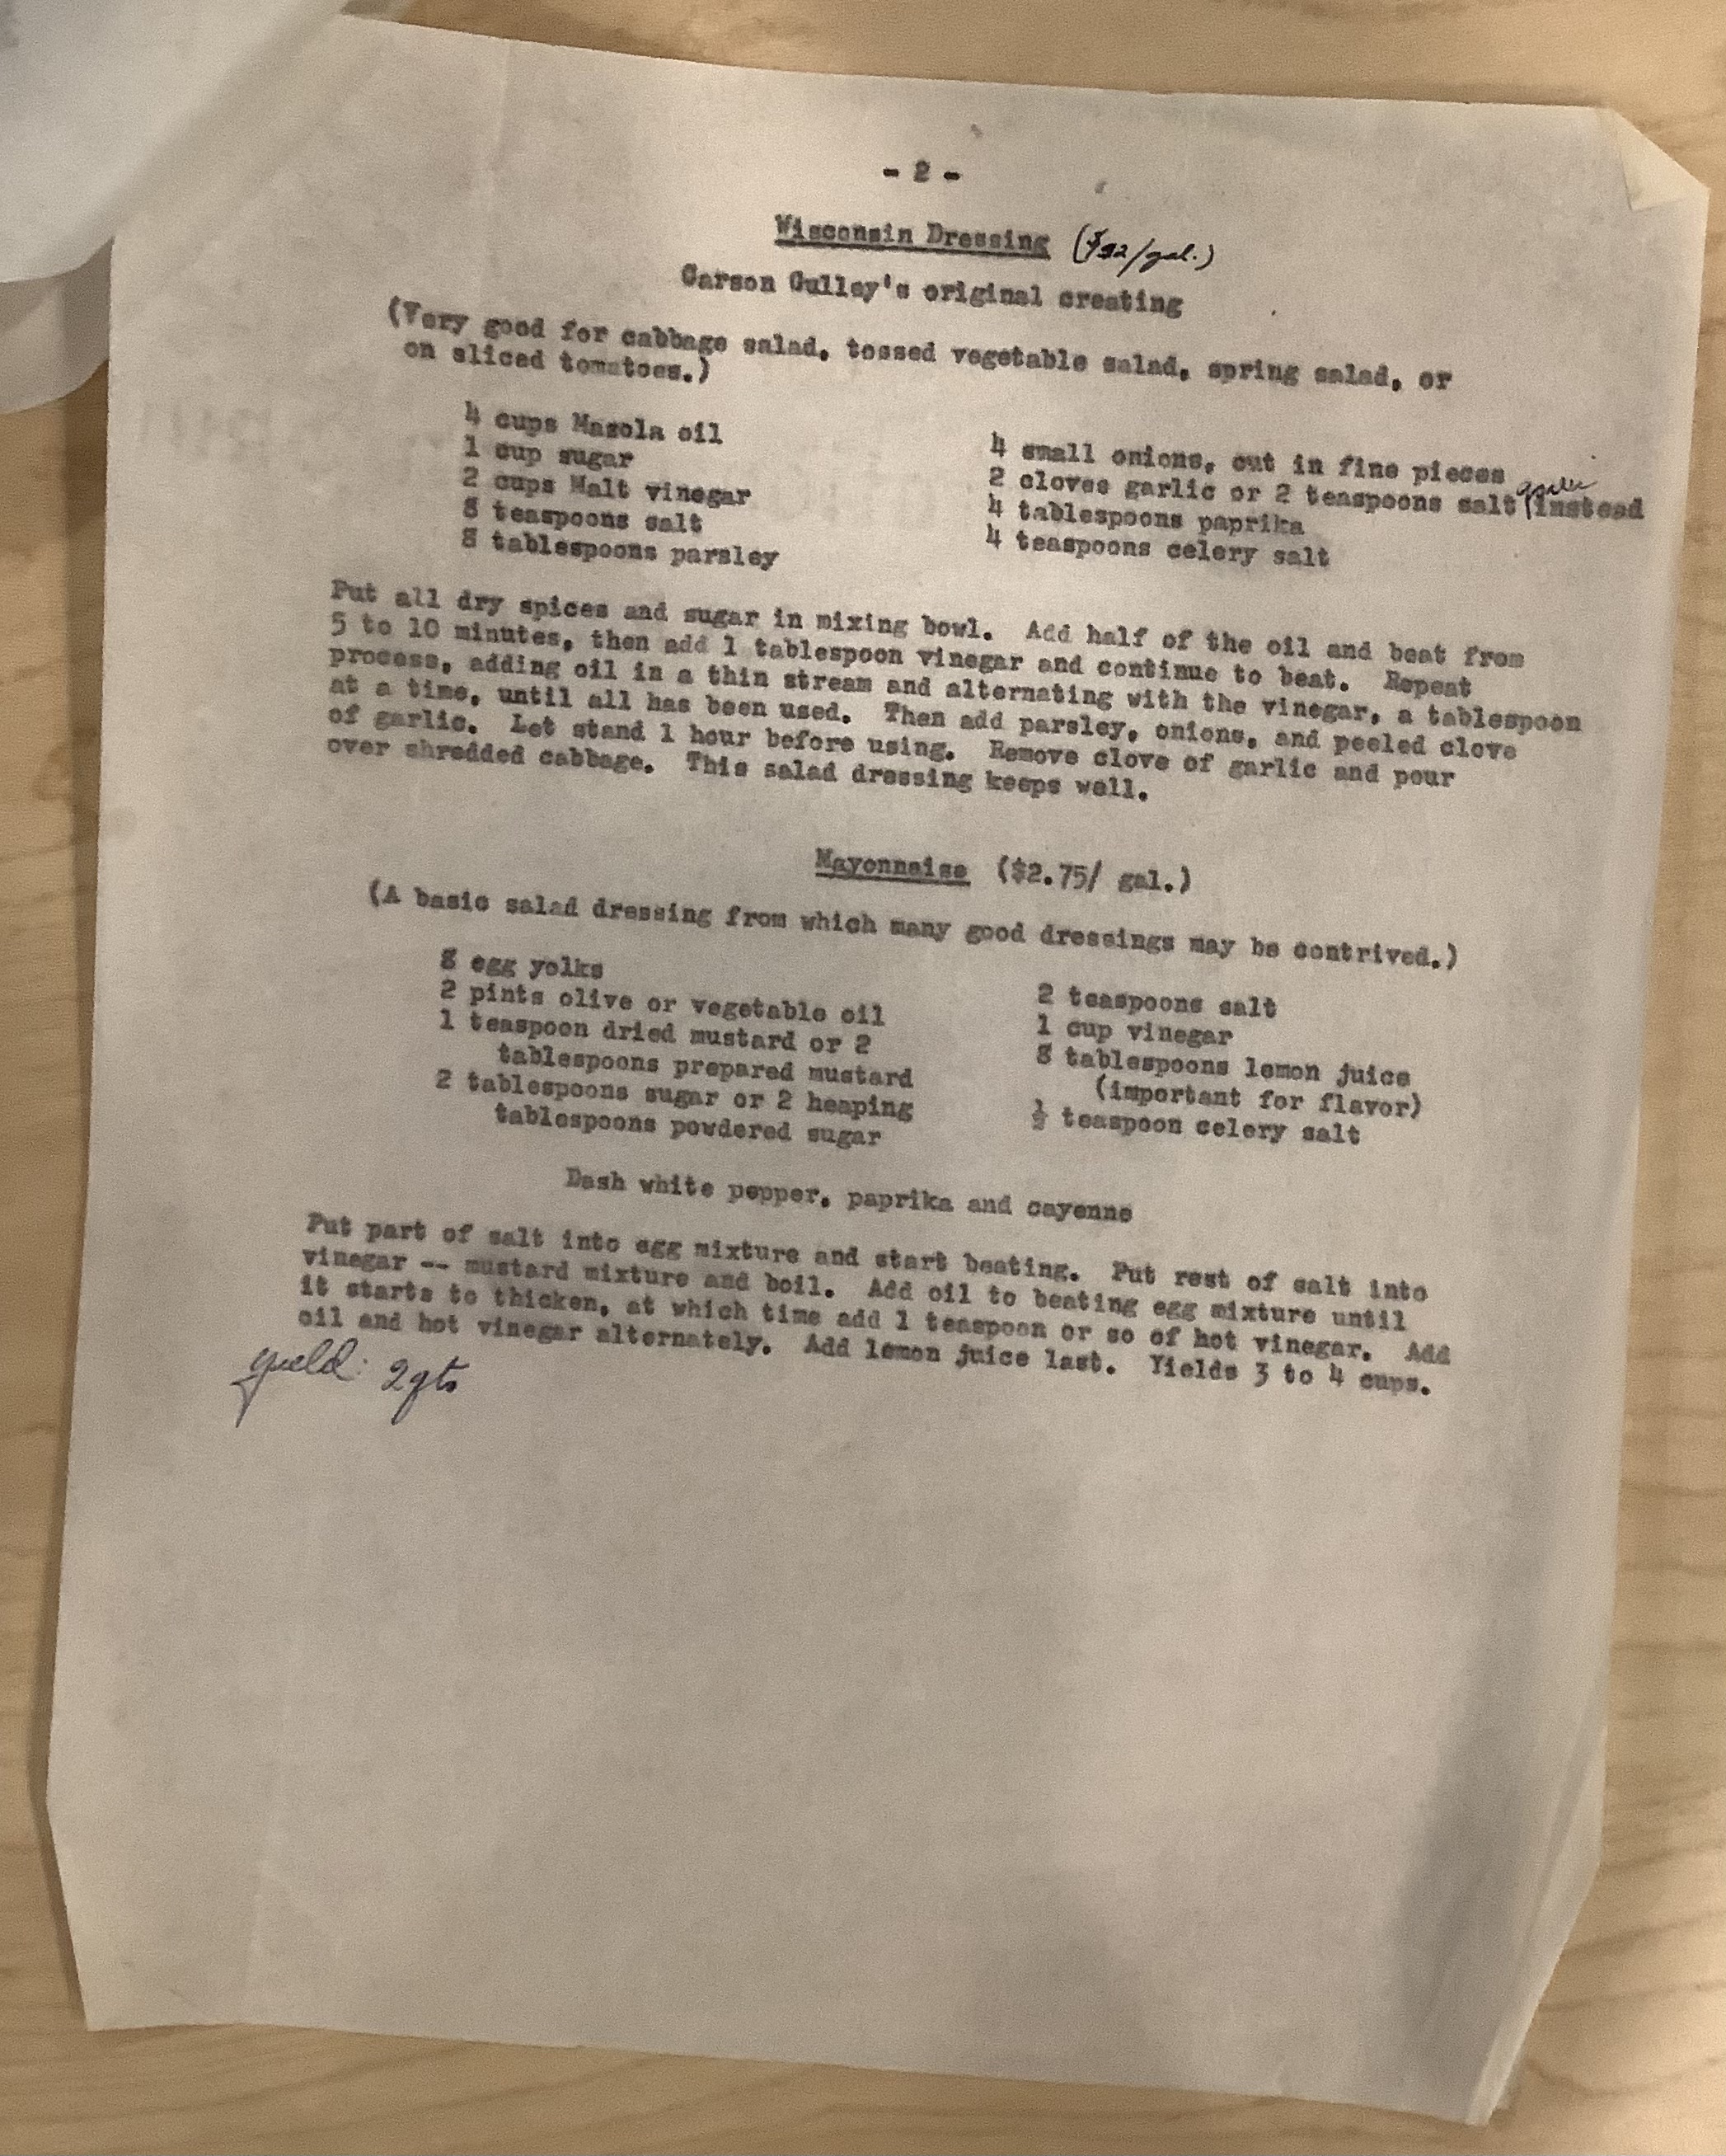 - 2 -
Wisconsin Dressing ($ /gal.)
Carson Gulley's original creating
(Very good for cabbage salad, tossed vegetable salad, spring salad, or
on sliced tomatoes.)
4 cups Mazola oil
1 cup sugar
2 cups Malt vinegar
8 teaspoons salt
8 tablespoons parsley
4 small onions, cut in fine pieces
garlic
2 cloves garlic or 2 teaspoons salt instead
4 tablespoons paprika
4 teaspoons celery salt
Put all dry spices and sugar in mixing bowl. Add half of the oil and beat from
5 to 10 minutes, then add 1 tablespoon vinegar and continue to beat. Repeat
process, adding oil in a thin stream and alternating with the vinegar, a tablespoon
at a time, until all has been used. Then add parsley, onions, and peeled clove
of garlic. Let stand 1 hour before using. Remove clove of garlic and pour
over shredded cabbage. This salad dressing keeps well.
Mayonnaise ($2.75/ gal.)
(A basic salad dressing from which many good dressings may be contrived.)
8 egg yolks
2 pints olive or vegetable oil
1 teaspoon dried mustard or 2
tablespoons prepared mustard
2 tablespoons sugar or 2 heaping
tablespoons powdered sugar
2 teaspoons salt
1 cup vinegar
8 tablespoons lemon juice
(important for flavor)
½ teaspoon celery salt
Dash white pepper, paprika and cayenne
Put part of salt into egg mixture and start beating. Put rest of salt into
vinegar -- mustard mixture and boil. Add oil to beating egg mixture until
it starts to thicken, at which time add 1 teaspoon or so of hot vinegar. Add
oil and hot vinegar alternately. Add lemon juice last. Yields 3 to 4 cups.
yield: 2 qts